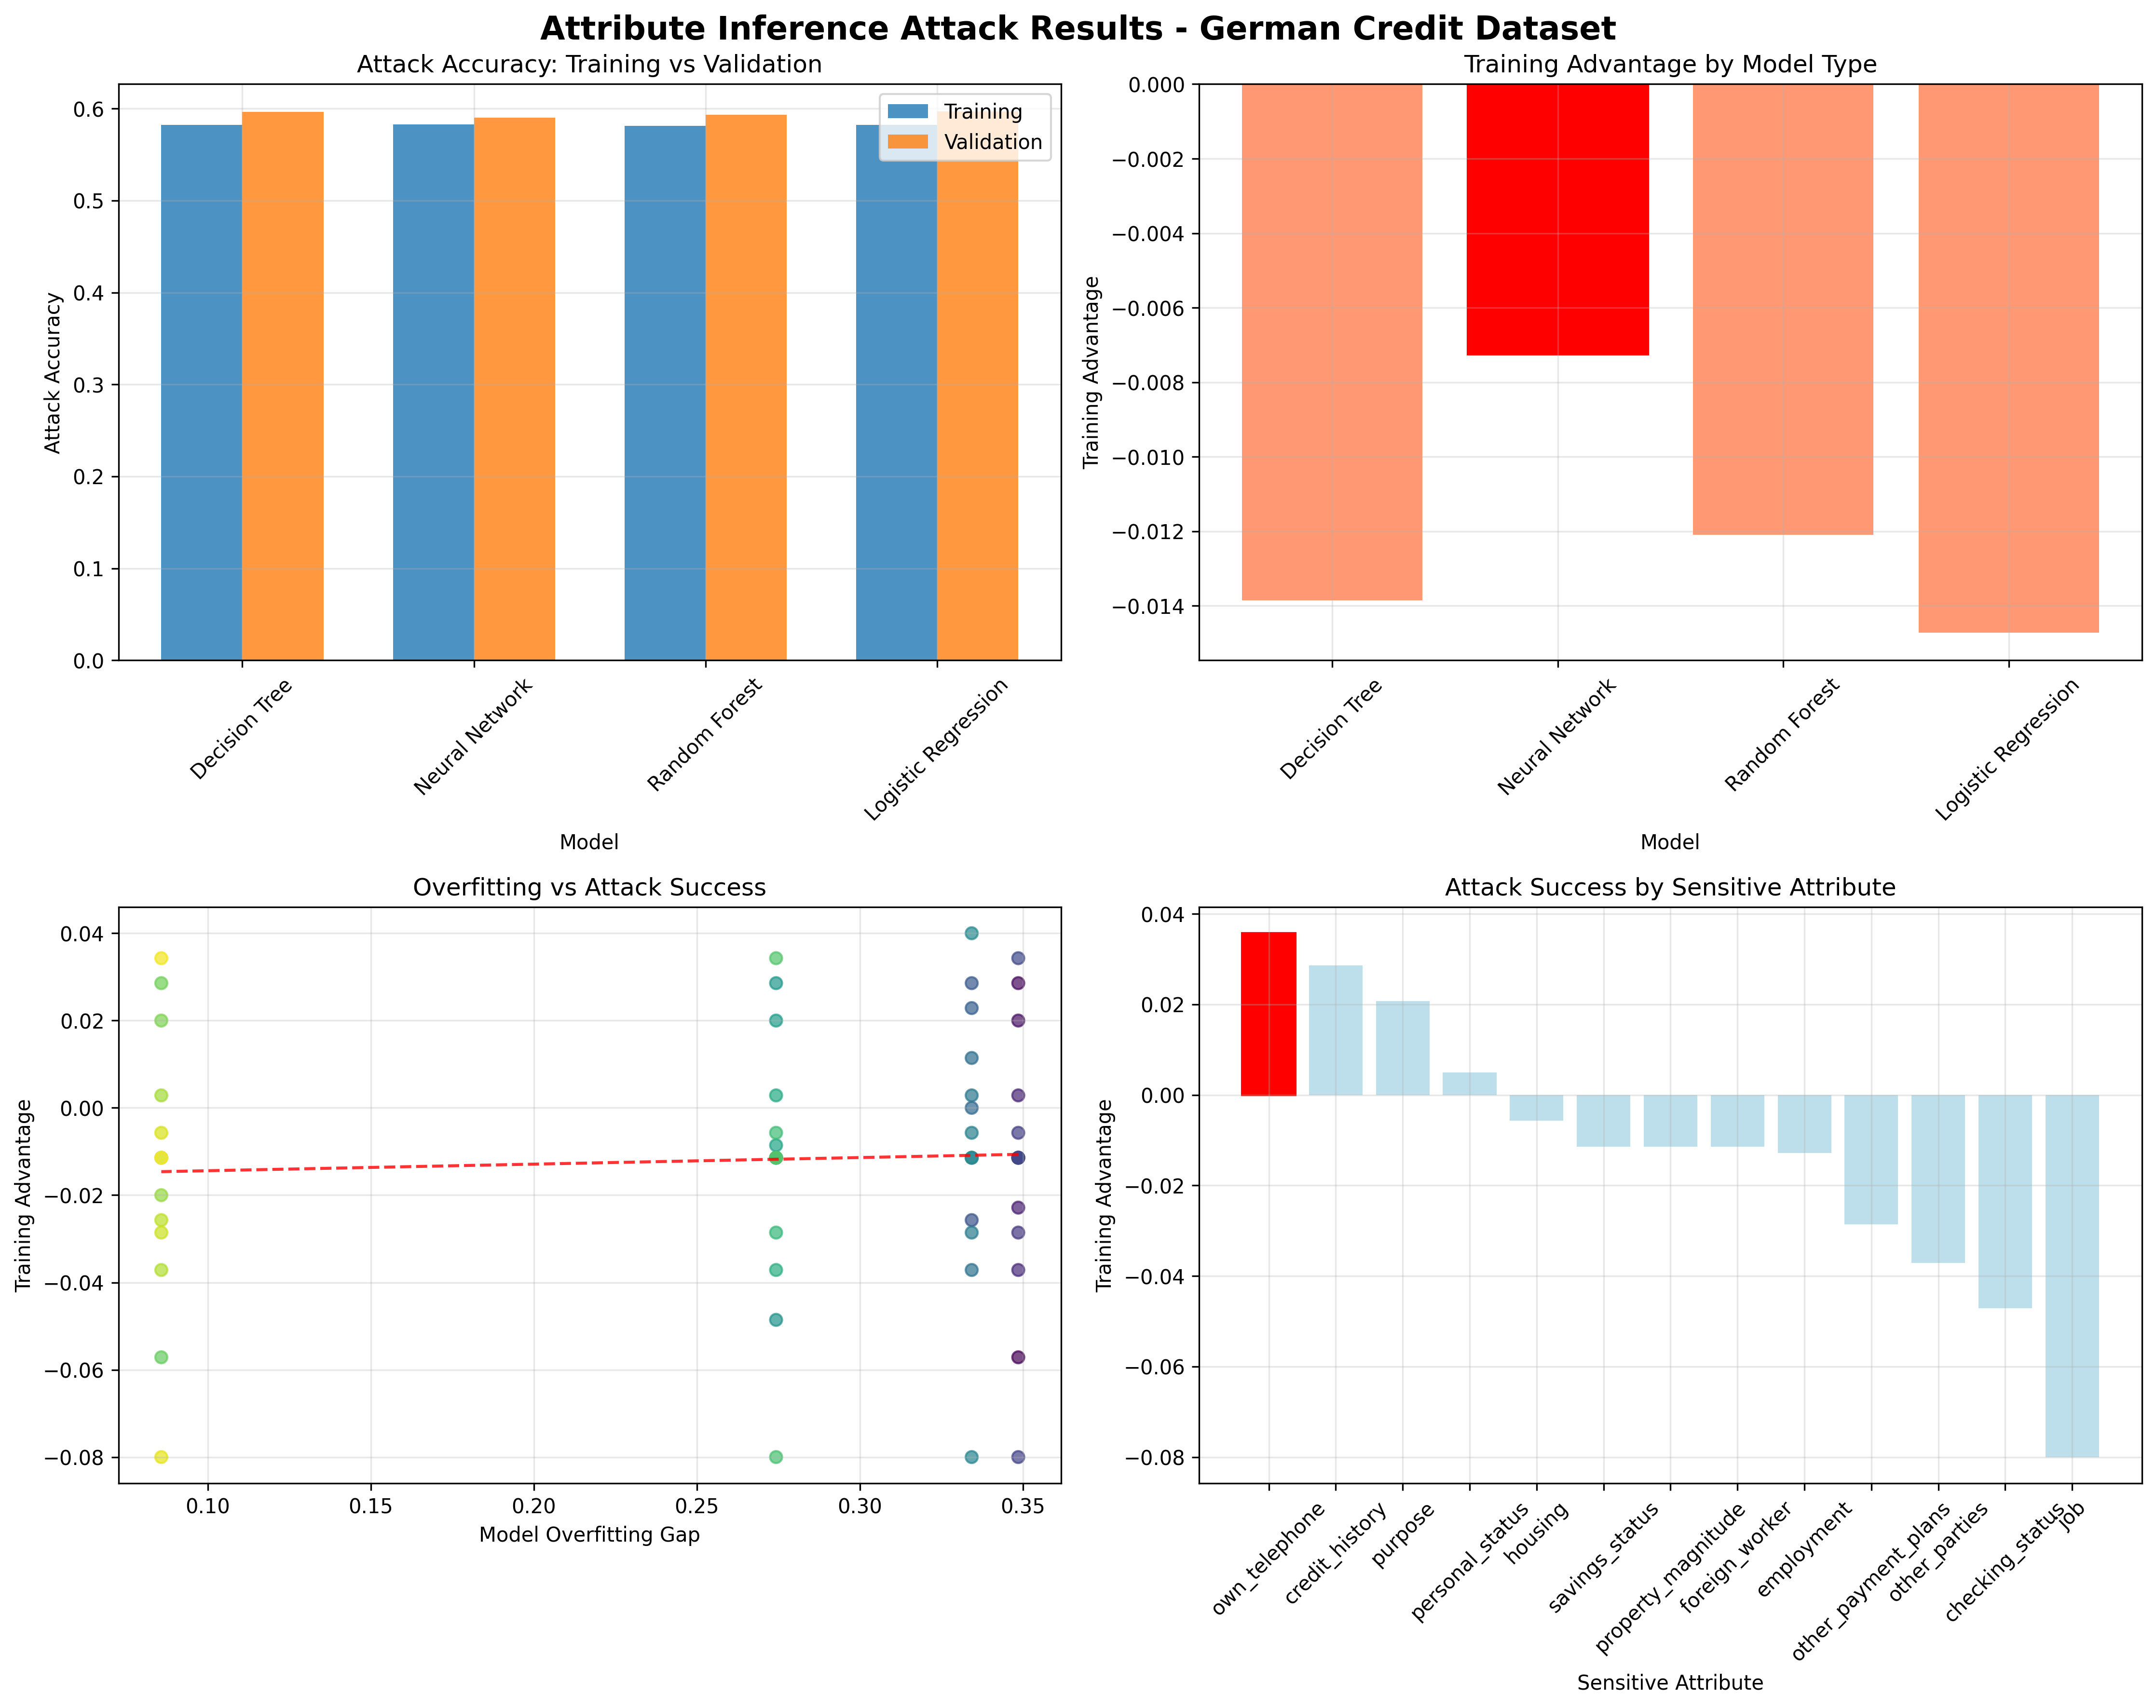 Attribute Inference Attack Results - German Credit Dataset
Attack Accuracy: Training vs Validation
Attack Accuracy
0.6
0.5
0.4
0.3
0.2
0.1
0.0
Training
Validation
Decision Tree
Neural Network
Random Forest
Logistic Regression
Model
Training Advantage by Model Type
Training Advantage
0.000
−0.002
−0.004
−0.006
−0.008
−0.010
−0.012
−0.014
Decision Tree
Neural Network
Random Forest
Logistic Regression
Model
Overfitting vs Attack Success
Training Advantage
0.04
0.02
0.00
−0.02
−0.04
−0.06
−0.08
0.10
0.15
0.20
0.25
0.30
0.35
Model Overfitting Gap
Attack Success by Sensitive Attribute
Training Advantage
0.04
0.02
0.00
−0.02
−0.04
−0.06
−0.08
own_telephone
credit_history
purpose
personal_status
housing
savings_status
property_magnitude
foreign_worker
employment
other_payment_plans
other_parties
checking_status
job
Sensitive Attribute